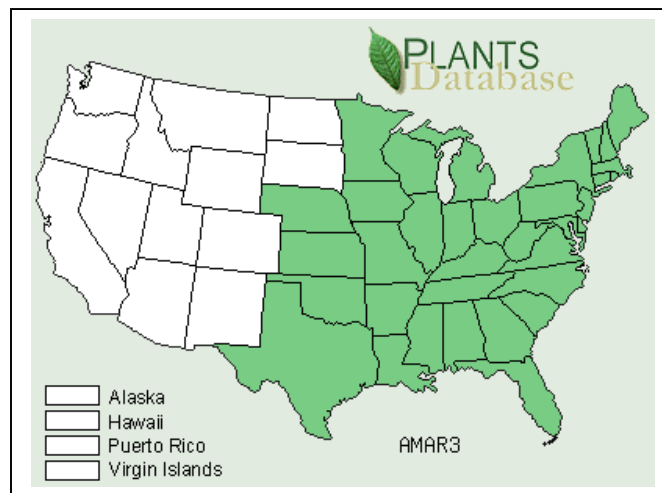 PLANTS
Database
Alaska
Hawaii
Puerto Rico
Virgin Islands
AMAR3